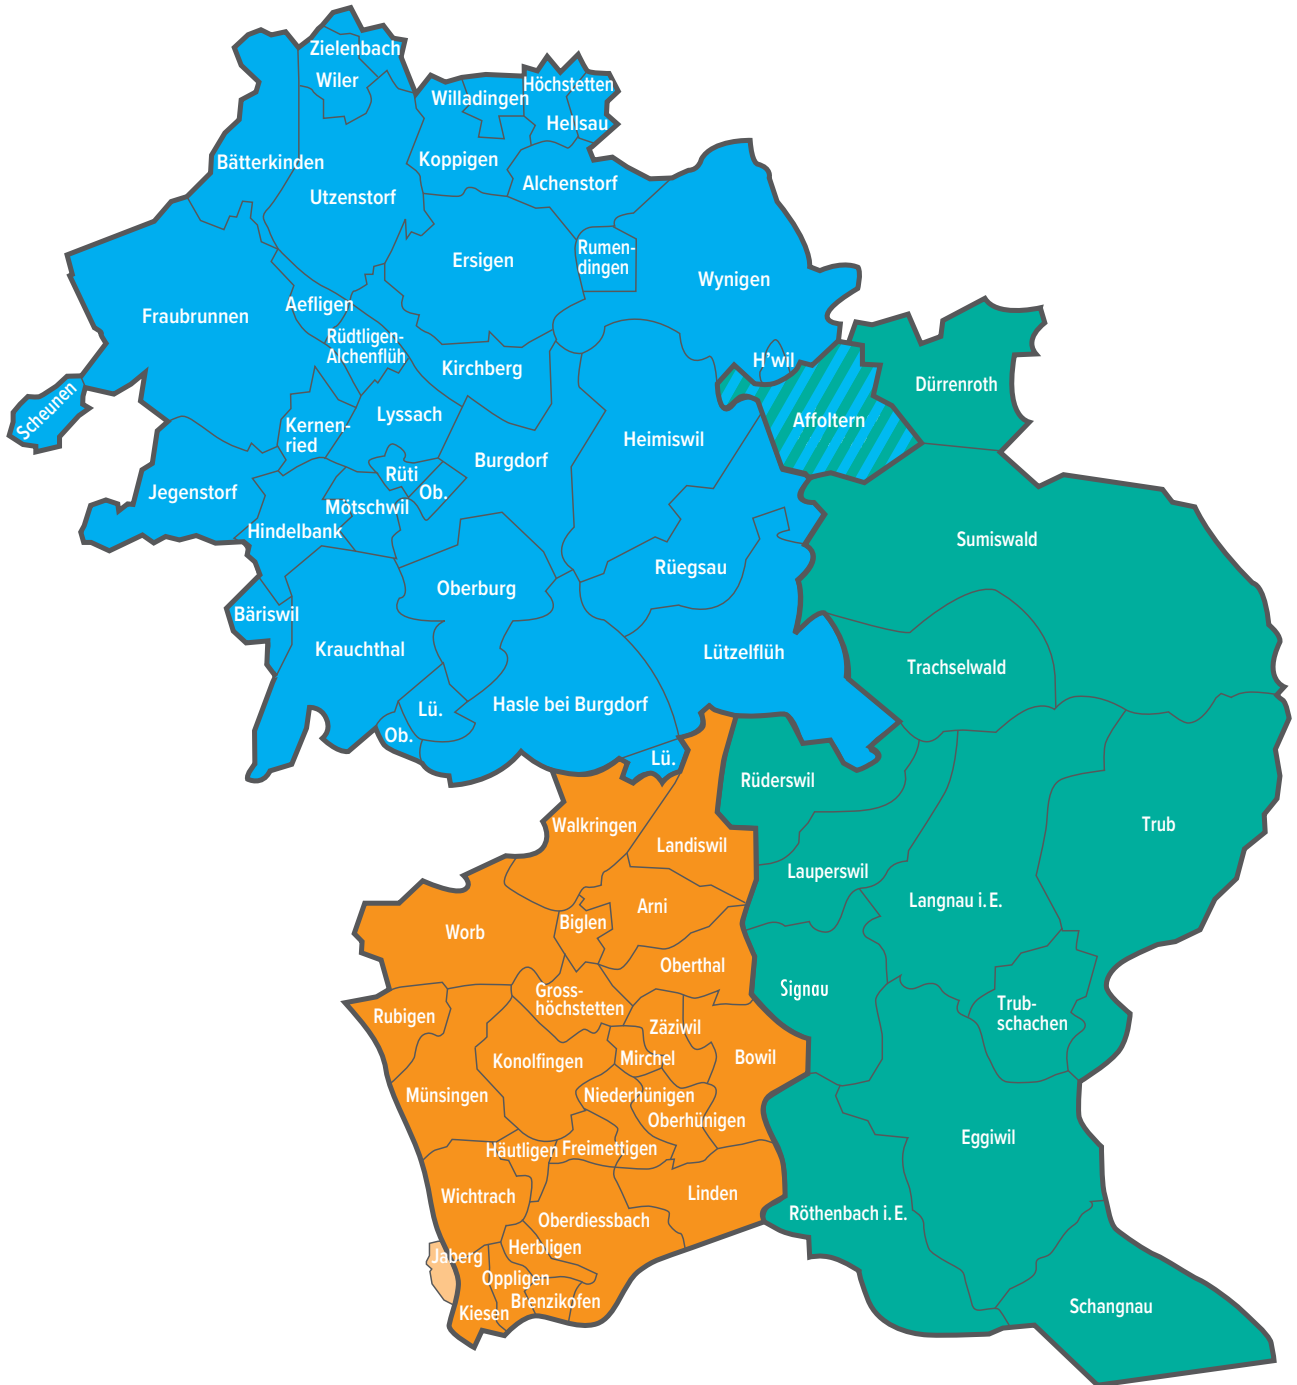 Zielenbach
Wiler
Höchstetten
Willadingen
Hellsau
Bätterkinden
Koppigen
Alchenstorf
Utzenstorf
Rumen-
dingen
Ersigen
Wynigen
Aefligen
Fraubrunnen
Rüdtligen-
Alchenflüh
H'wil
Kirchberg
Dürrenroth
Scheunen
Lyssach
Affoltern
Kernen-
ried
Heimiswil
Burgdorf
Rüti
Ob.
Jegenstorf
Mötschwil
Hindelbank
Sumiswald
Rüegsau
Oberburg
Bäriswil
Krauchthal
Lützelflüh
Trachselwald
Lü.
Hasle bei Burgdorf
Ob.
Lü.
Rüderswil
Walkringen
Landiswil
Trub
Lauperswil
Langnau i. E.
Arni
Biglen
Worb
Oberthal
Signau
Gross-
höchstetten
Trub-
schachen
Rubigen
Zäziwil
Konolfingen
Mirchel
Bowil
Münsingen
Niederhünigen
Oberhünigen
Eggiwil
Häutligen
Freimettigen
Wichtrach
Linden
Oberdiessbach
Röthenbach i. E.
Herbligen
Jaberg
Oppligen
Brenzikofen
Kiesen
Schangnau